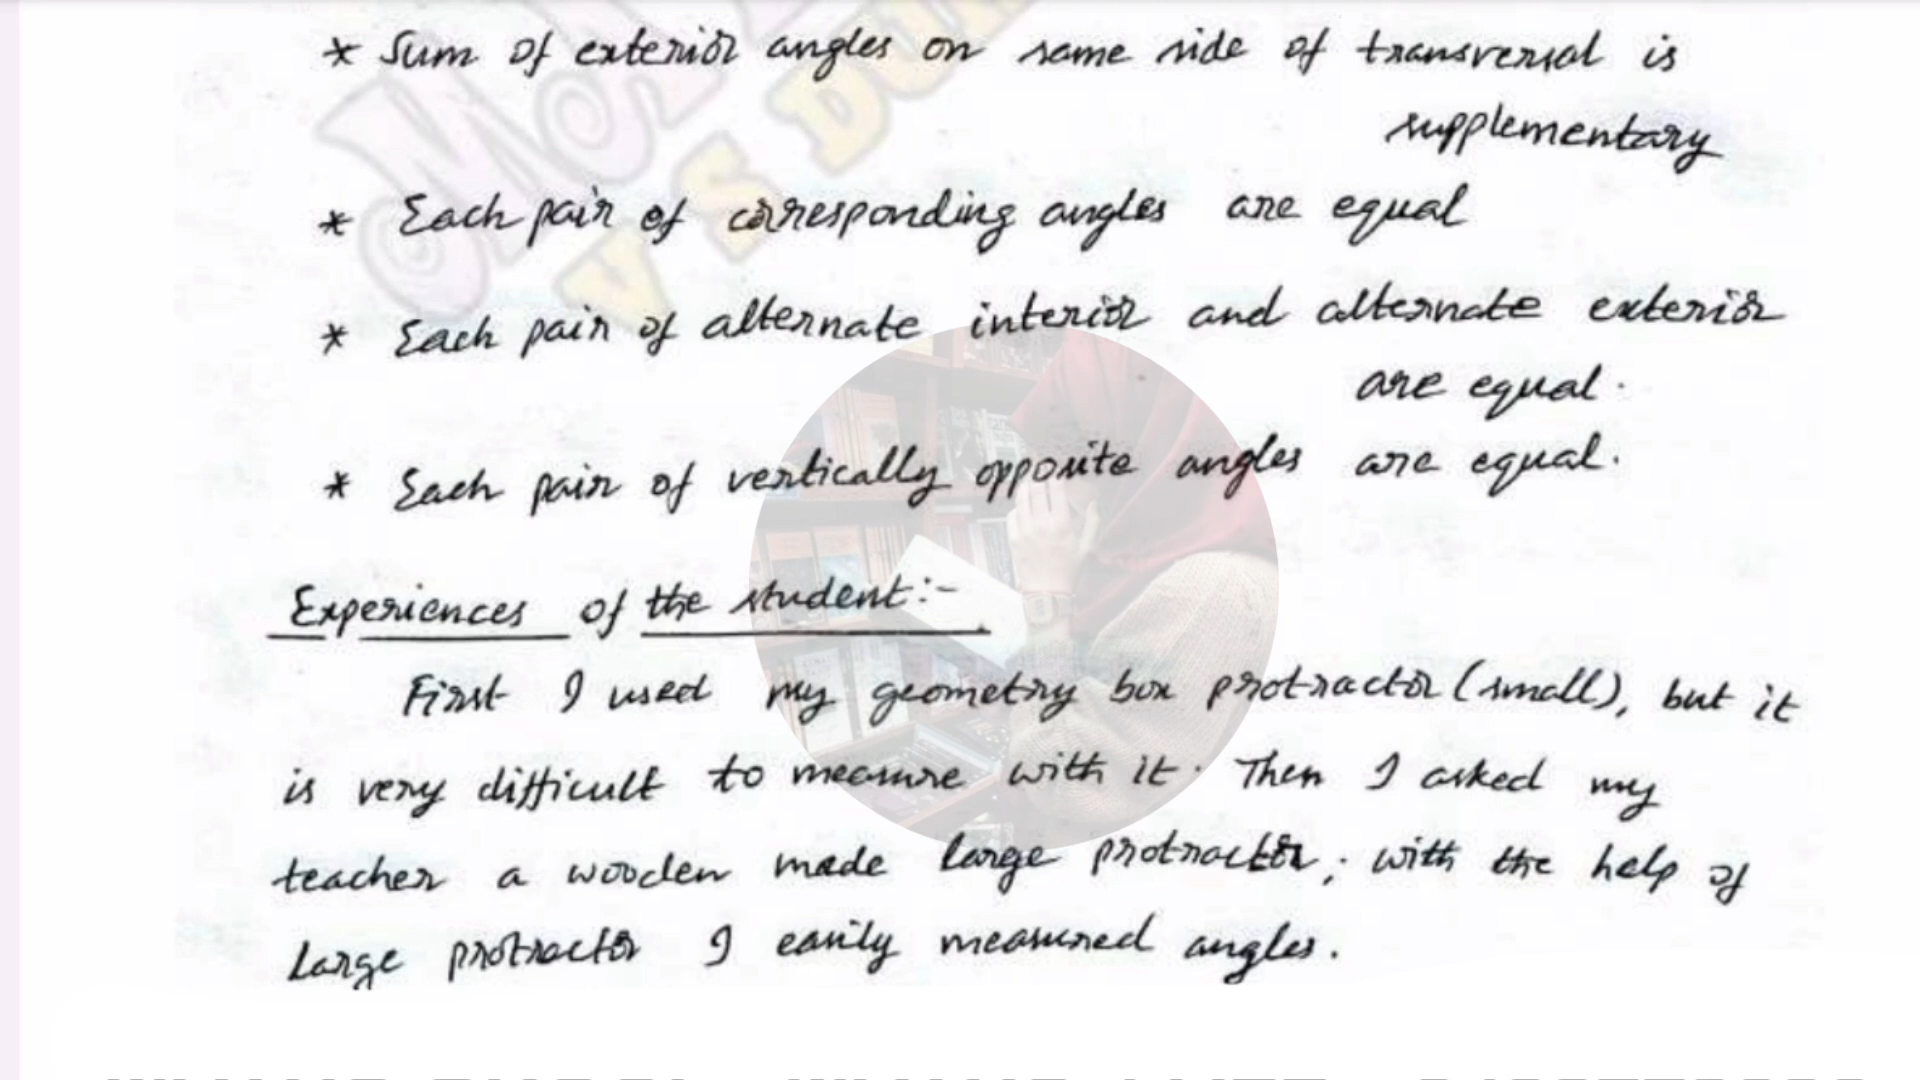 * Sum of exterior angles on same side of transversal is
supplementary
* Each pair of corresponding angles are equal
* Each pair of alternate interior and alternate exterior
are equal.
* Each pair of vertically opposite angles are equal.
Experiences of the student:-
First I used my geometry box protractor (small), but it
is very difficult to measure with it. Then I asked my
teacher a wooden made large protractor; with the help of
large protractor I easily measured angles.